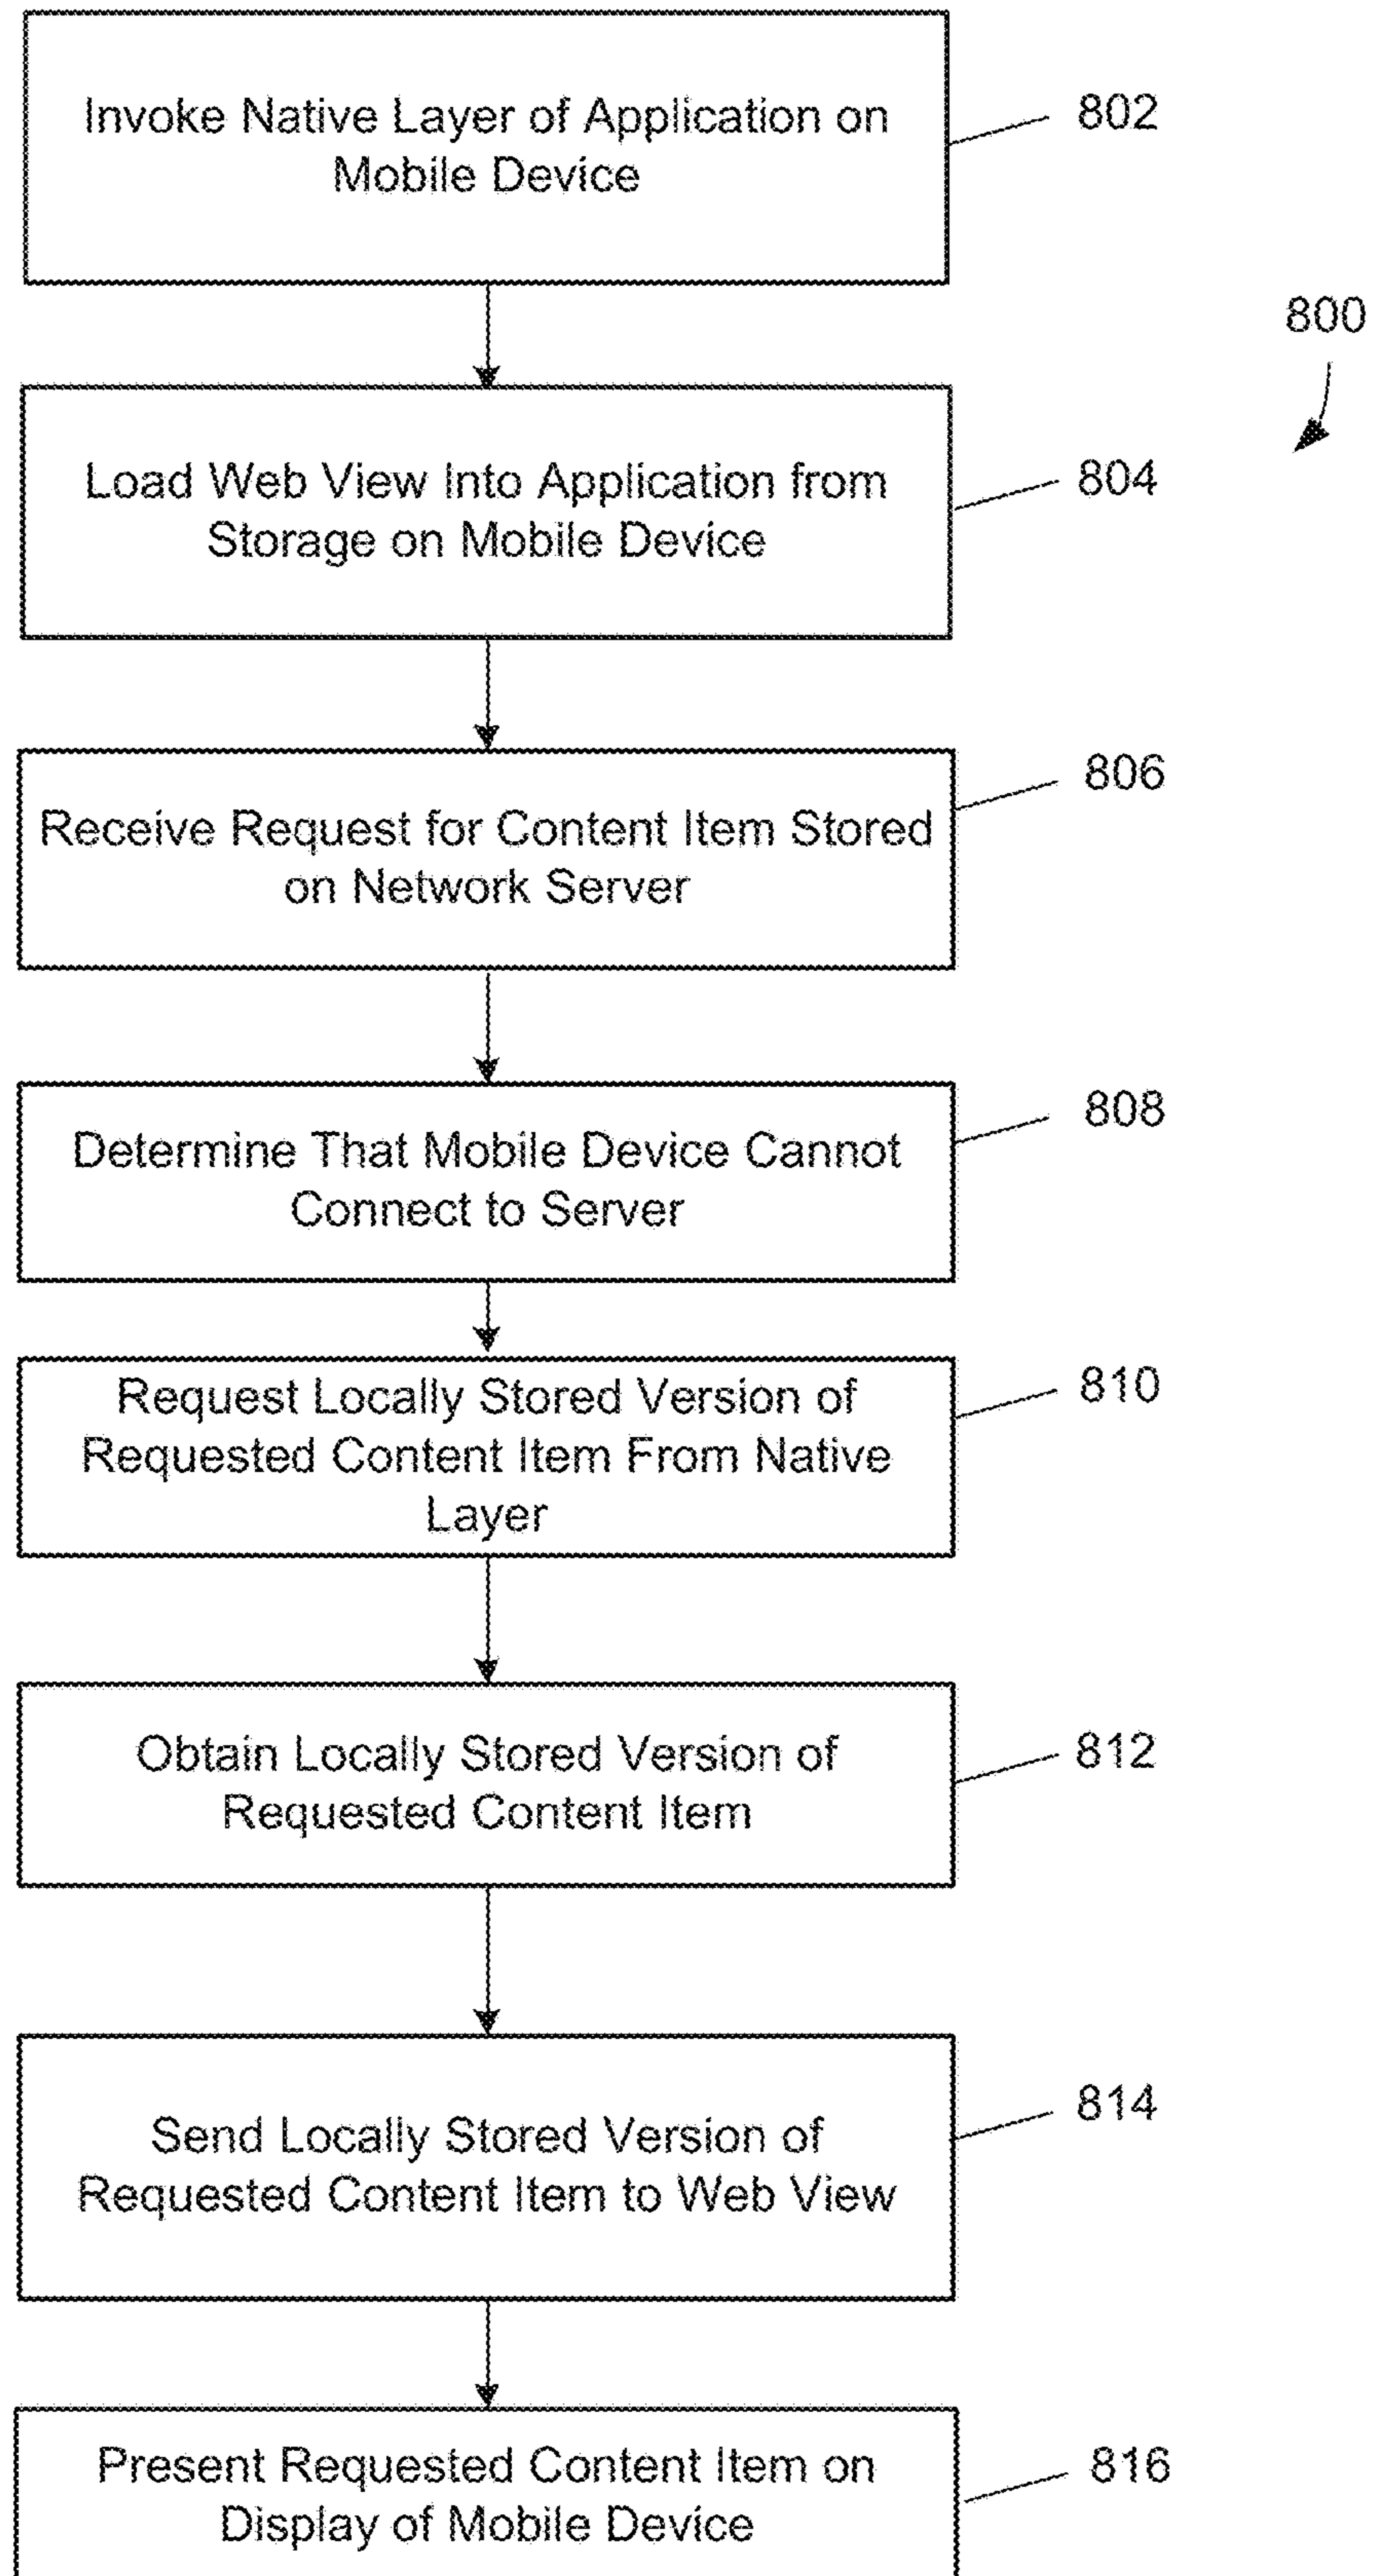 Invoke Native Layer of Application on
Mobile Device
802
800
Load Web View Into Application from
Storage on Mobile Device
804
Receive Request for Content Item Stored
on Network Server
806
Determine That Mobile Device Cannot
Connect to Server
808
Request Locally Stored Version of
Requested Content Item From Native
Layer
810
Obtain Locally Stored Version of
Requested Content Item
812
Send Locally Stored Version of
Requested Content Item to Web View
814
Present Requested Content Item on
Display of Mobile Device
816